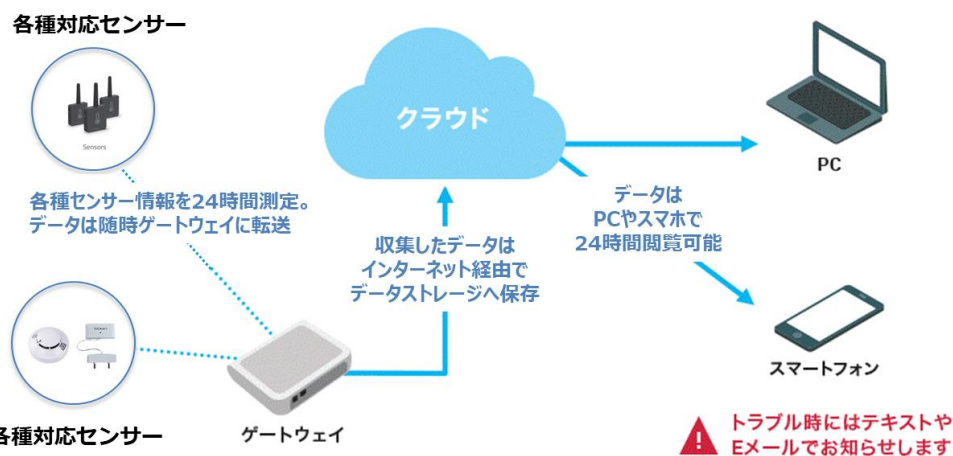 各種対応センサー
Sensors
各種センサー情報を24時間測定。
データは随時ゲートウェイに転送
クラウド
収集したデータは
インターネット経由で
データストレージへ保存
データは
PCやスマホで
24時間閲覧可能
PC
スマートフォン
ゲートウェイ
各種対応センサー
トラブル時にはテキストや
Eメールでお知らせします